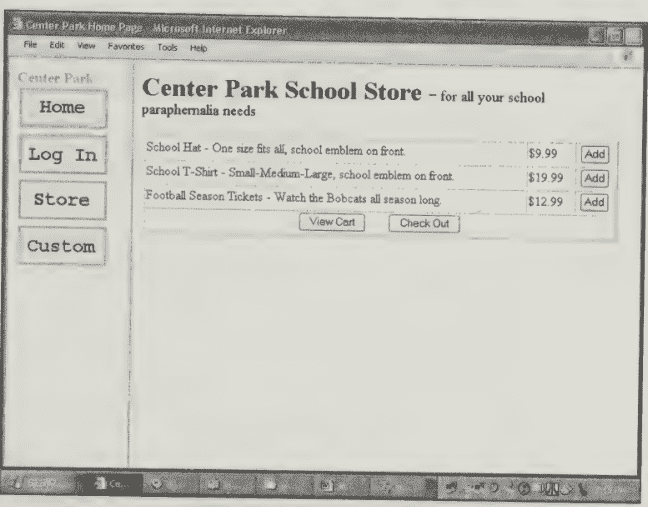 Center Park Home Page - Microsoft Internet Explorer
File Edit View Favorites Tools Help
Center Park
Home
Log In
Store
Custom
Center Park School Store – for all your school
paraphernalia needs
School Hat - One size fits all, school emblem on front. $9.99 Add
School T-Shirt - Small-Medium-Large, school emblem on front. $19.99 Add
Football Season Tickets - Watch the Bobcats all season long. $12.99 Add
View Cart Check Out
Ce...